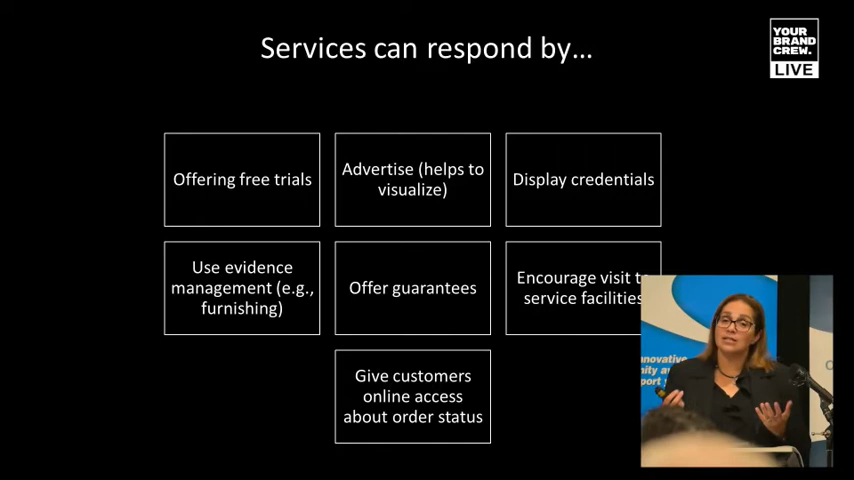 Services can respond by...
YOUR
BRAND
CREW.
LIVE
Offering free trials
Advertise (helps to
visualize)
Display credentials
Use evidence
management (e.g.,
furnishing)
Offer guarantees
Encourage visit to
service facilities
Give customers
online access
about order status